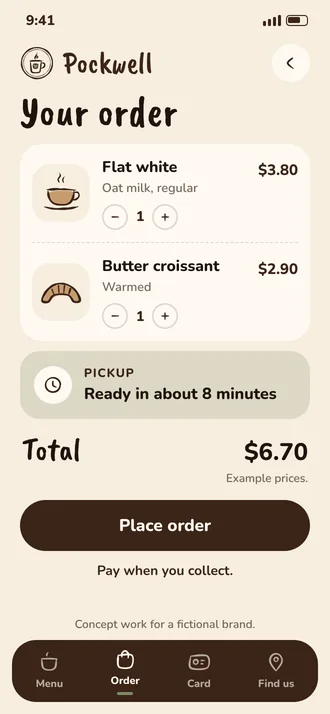 9:41
Pockwell
Your order
Flat white
$3.80
Oat milk, regular
− 1 +
Butter croissant
$2.90
Warmed
− 1 +
PICKUP
Ready in about 8 minutes
Total
$6.70
Example prices.
Place order
Pay when you collect.
Concept work for a fictional brand.
Menu
Order
Card
Find us